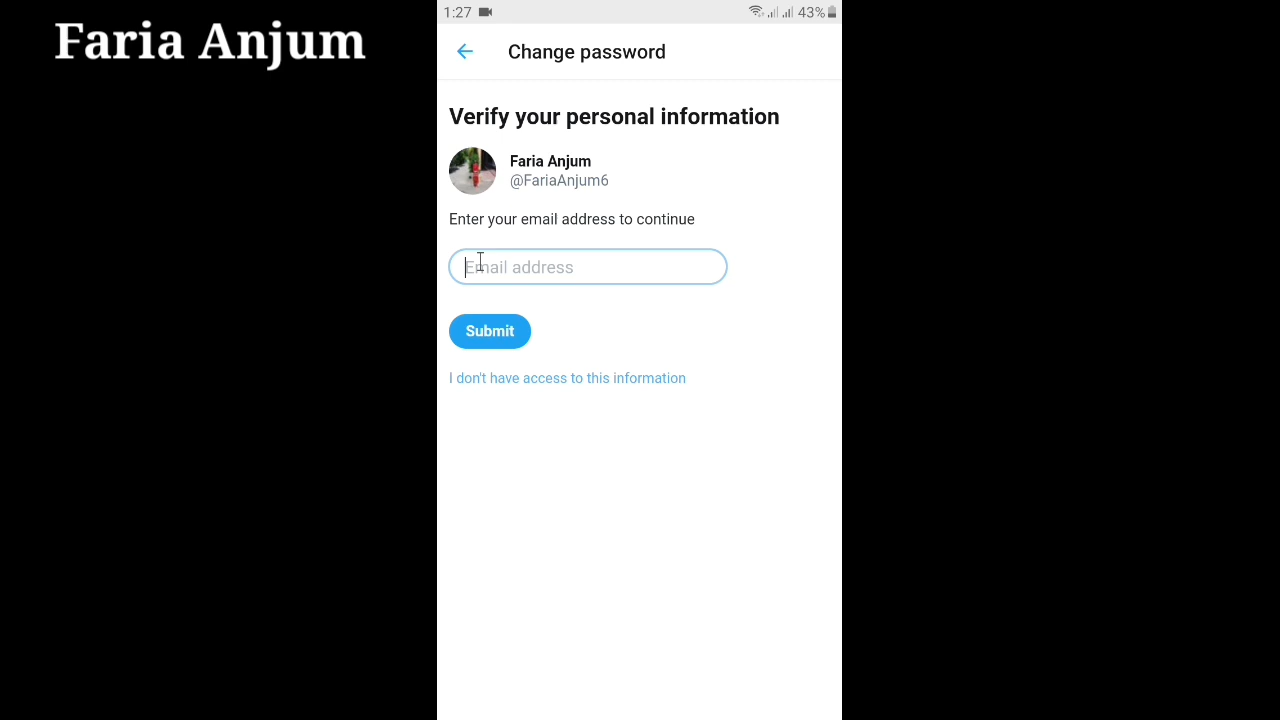 Faria Anjum
1:27
43%
Change password
Verify your personal information
Faria Anjum
@FariaAnjum6
Enter your email address to continue
Email address
Submit
I don't have access to this information